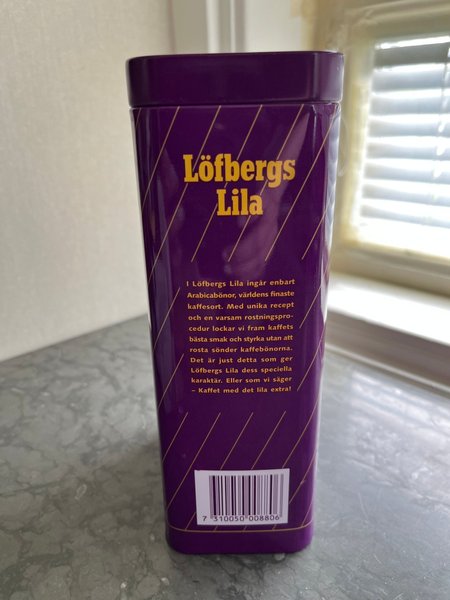 Löfbergs
Lila
I Löfbergs Lila ingår enbart
Arabicabönor, världens finaste
kaffesort. Med unika recept
och en varsam rostningspro-
cedur lockar vi fram kaffets
bästa smak och styrka utan att
rosta sönder kaffebönorna.
Det är just detta som ger
Löfbergs Lila dess speciella
karaktär. Eller som vi säger
– Kaffet med det lila extra!
7 310050 008806